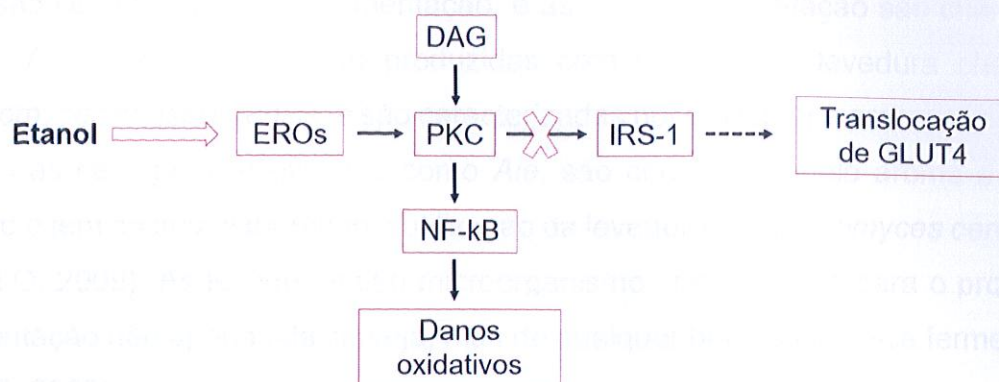 DAG
Etanol
EROs
PKC
IRS-1
Translocação
de GLUT4
NF-kB
Danos
oxidativos